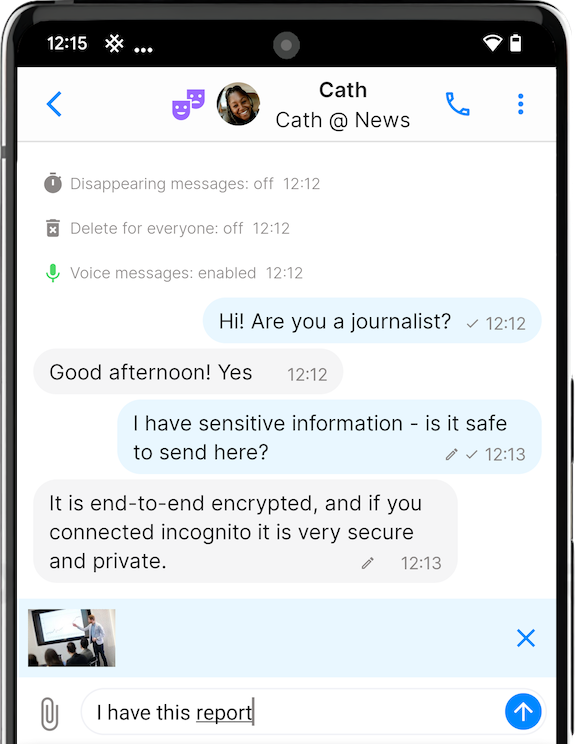 12:15 ...
Cath
Cath @ News
Disappearing messages: off 12:12
Delete for everyone: off 12:12
Voice messages: enabled 12:12
Hi! Are you a journalist? 12:12
Good afternoon! Yes 12:12
I have sensitive information - is it safe
to send here? 12:13
It is end-to-end encrypted, and if you
connected incognito it is very secure
and private. 12:13
I have this report